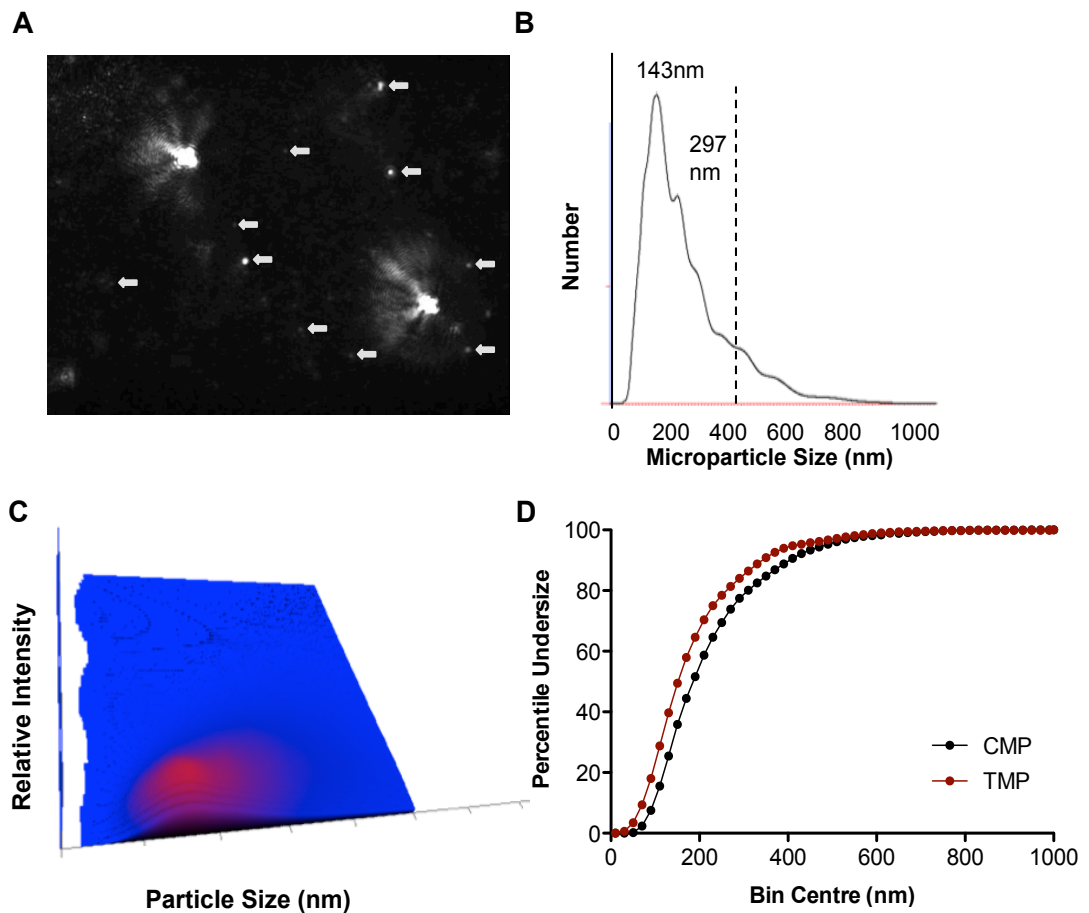 A
B
143nm
297
nm
Number
0 200 400 600 800 1000
Microparticle Size (nm)
C
Relative Intensity
Particle Size (nm)
D
100
80
60
40
20
0
Percentile Undersize
CMP
TMP
0 200 400 600 800 1000
Bin Centre (nm)